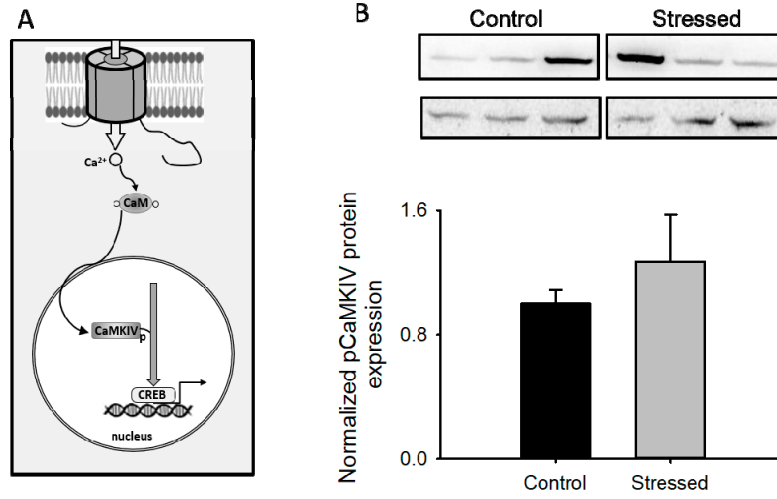 A
Ca2+
CaM
CaMKIV
p
CREB
nucleus
B
Control Stressed
Normalized pCaMKIV protein
expression
1.6
0.8
0.0
Control Stressed